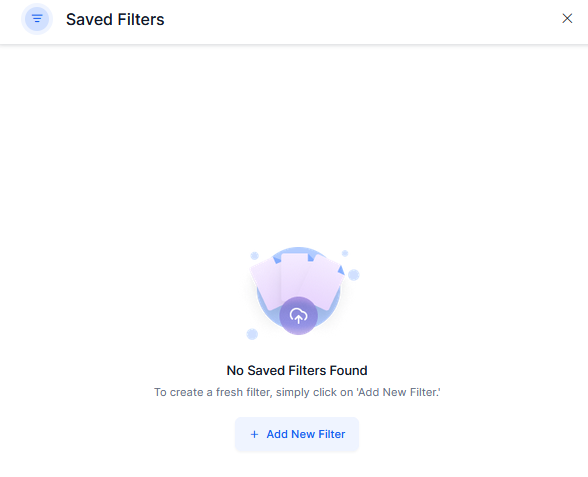 Saved Filters
No Saved Filters Found
To create a fresh filter, simply click on 'Add New Filter.'
+ Add New Filter